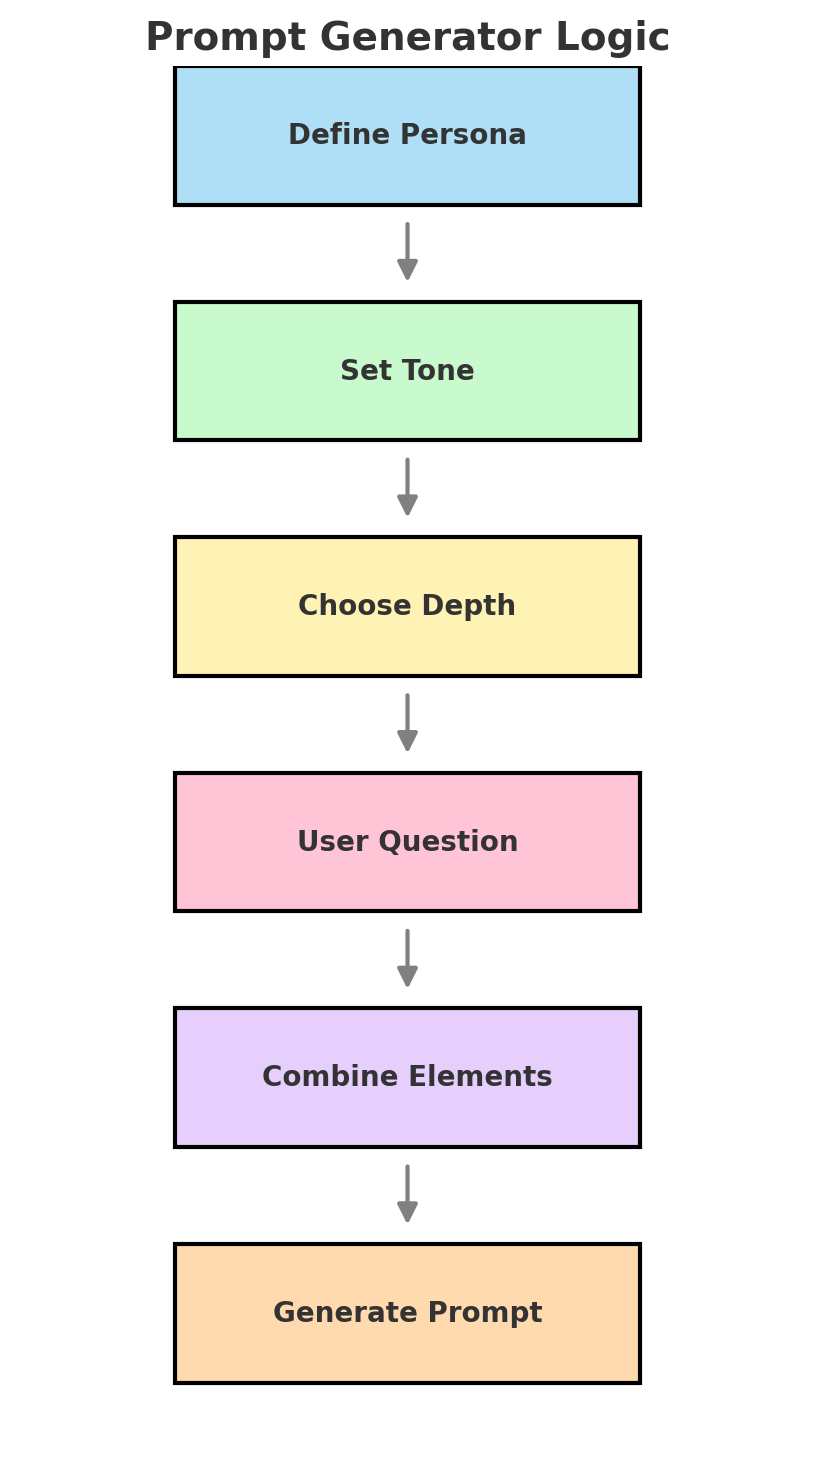 Prompt Generator Logic
Define Persona
Set Tone
Choose Depth
User Question
Combine Elements
Generate Prompt